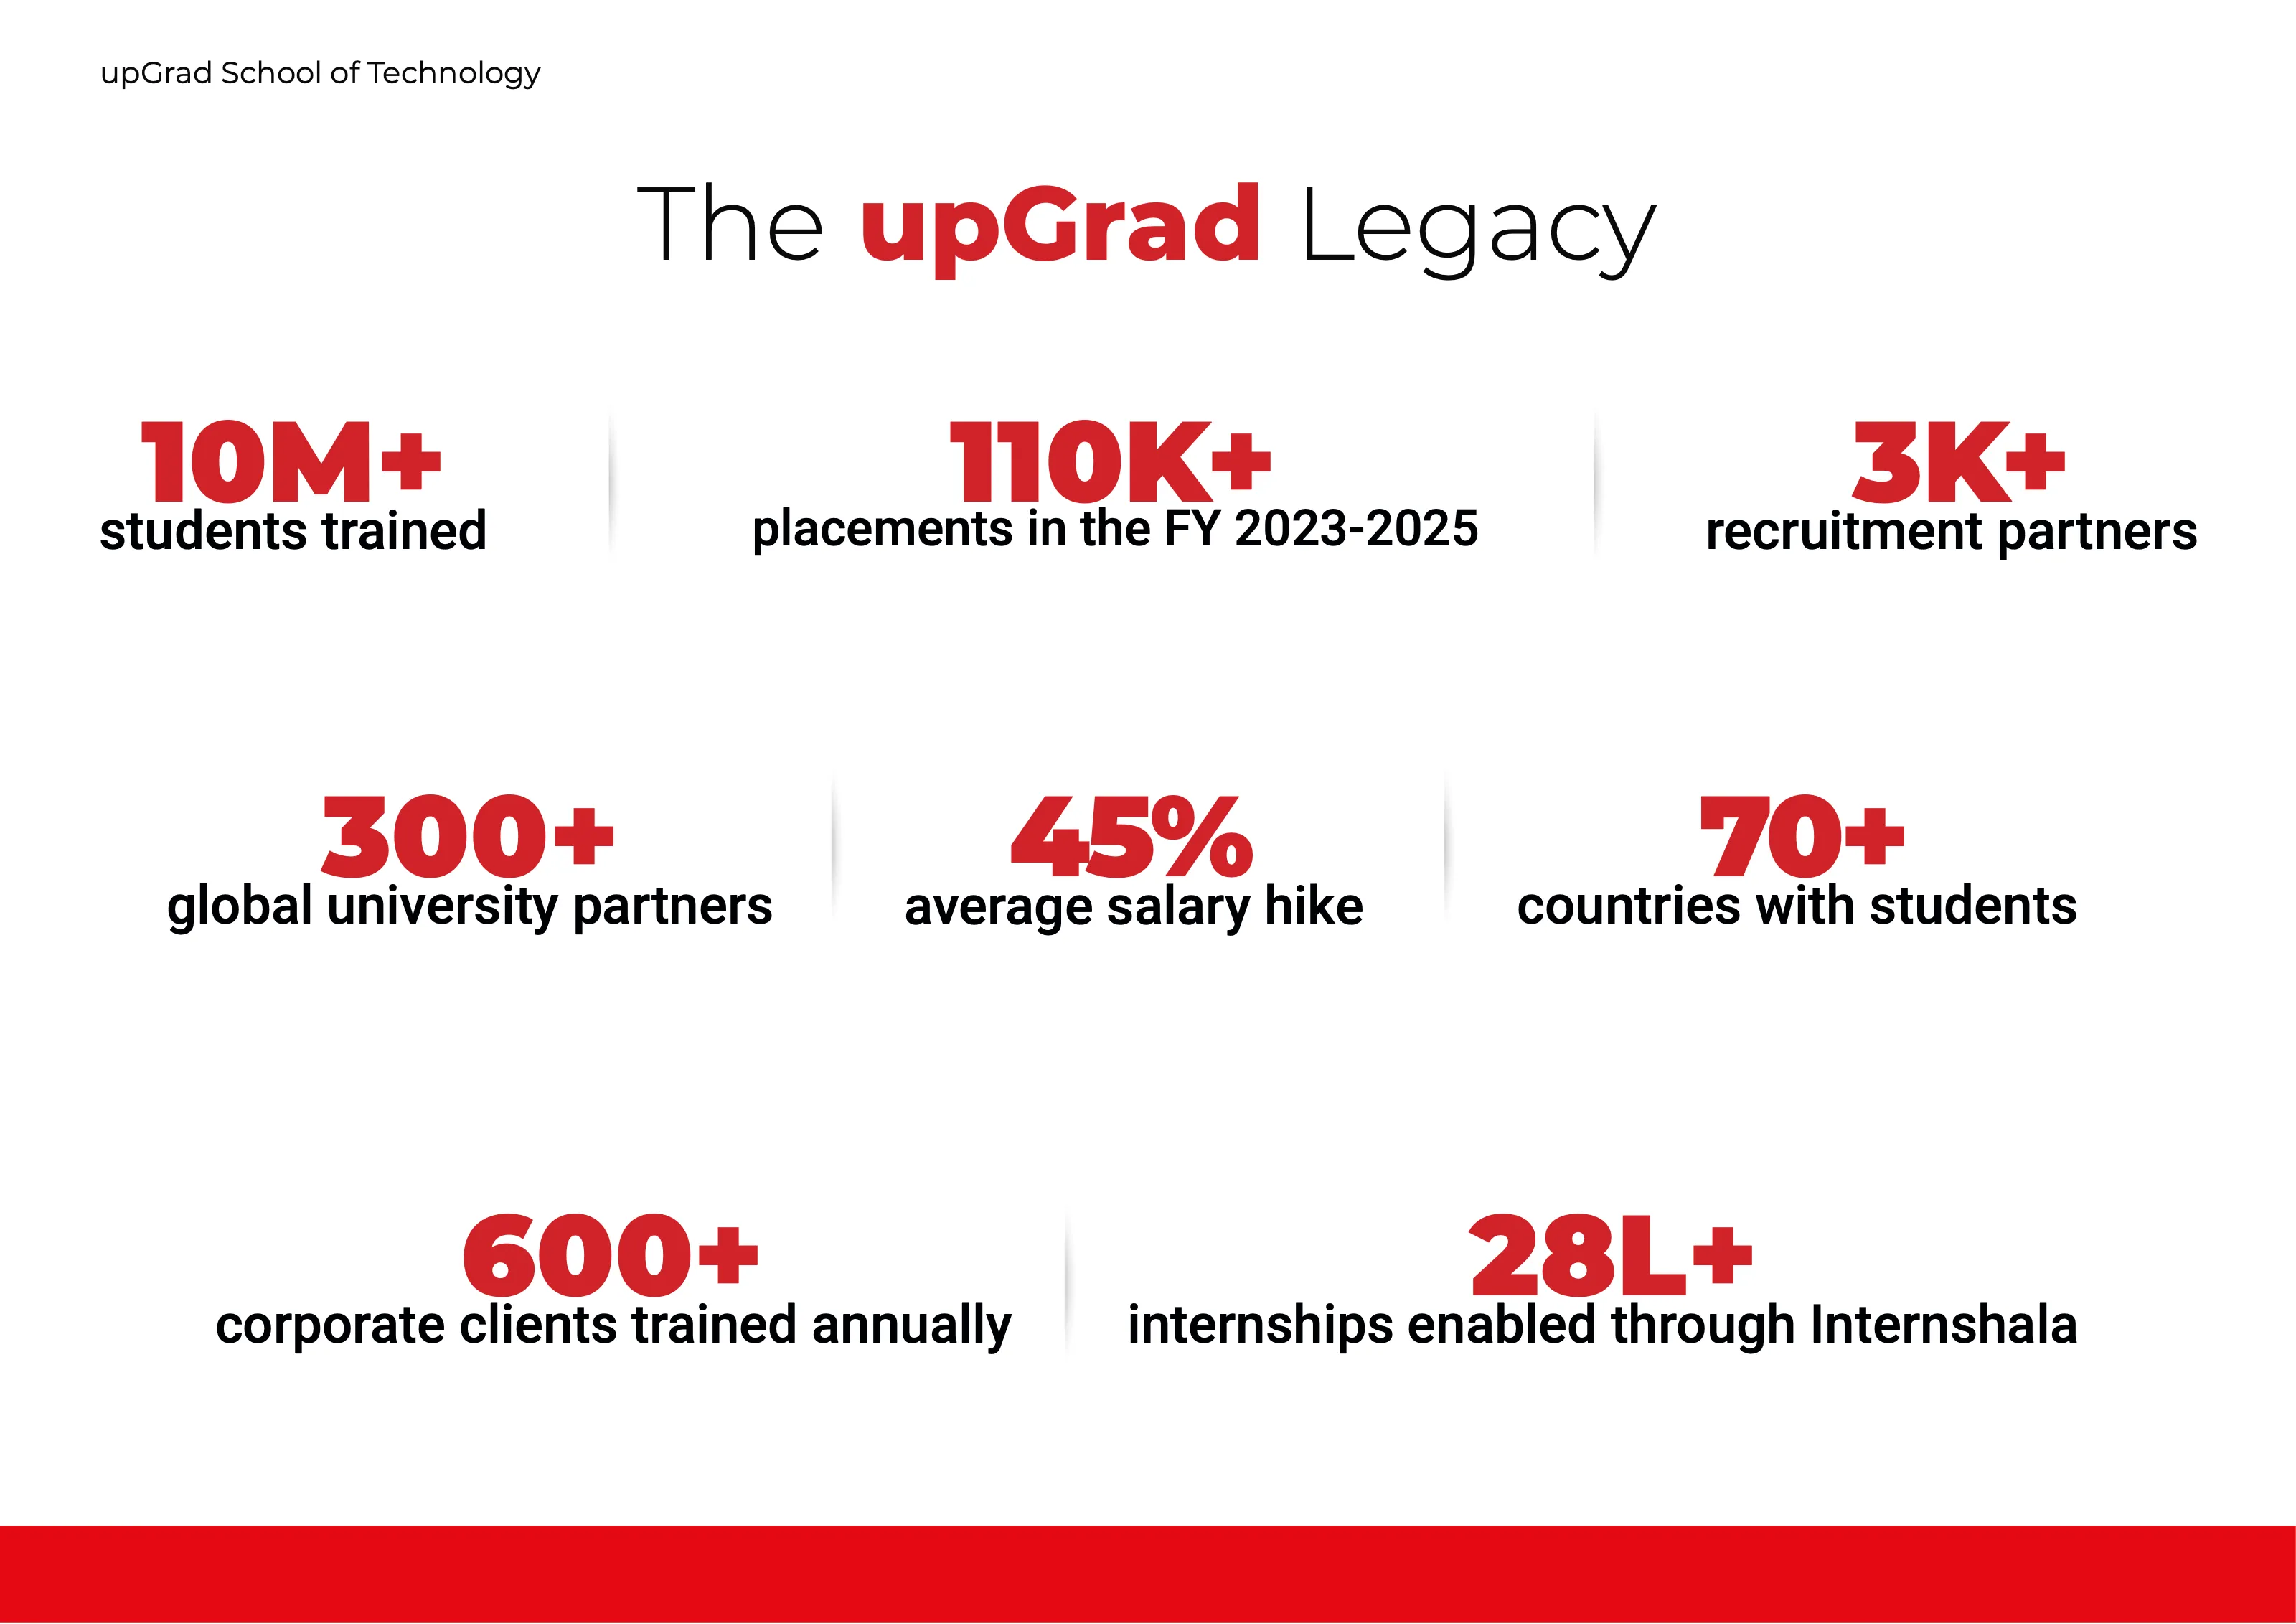 upGrad School of Technology
The upGrad Legacy
10M+
students trained
110K+
placements in the FY 2023-2025
3K+
recruitment partners
300+
global university partners
45%
average salary hike
70+
countries with students
600+
corporate clients trained annually
28L+
internships enabled through Internshala